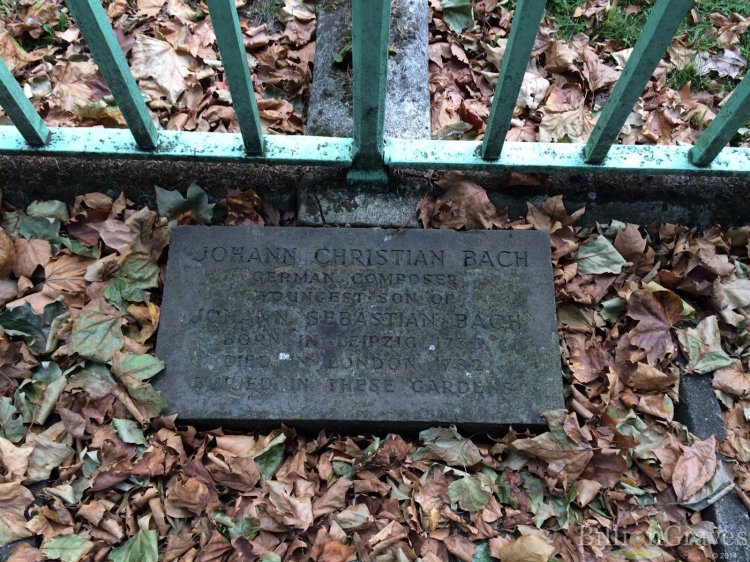 JOHANN CHRISTIAN BACH
GERMAN COMPOSER
YOUNGEST SON OF
JOHANN SEBASTIAN BACH
BORN IN LEIPZIG 1735
DIED IN LONDON 1782
BURIED IN THESE GARDENS
BillionGraves
© 2014